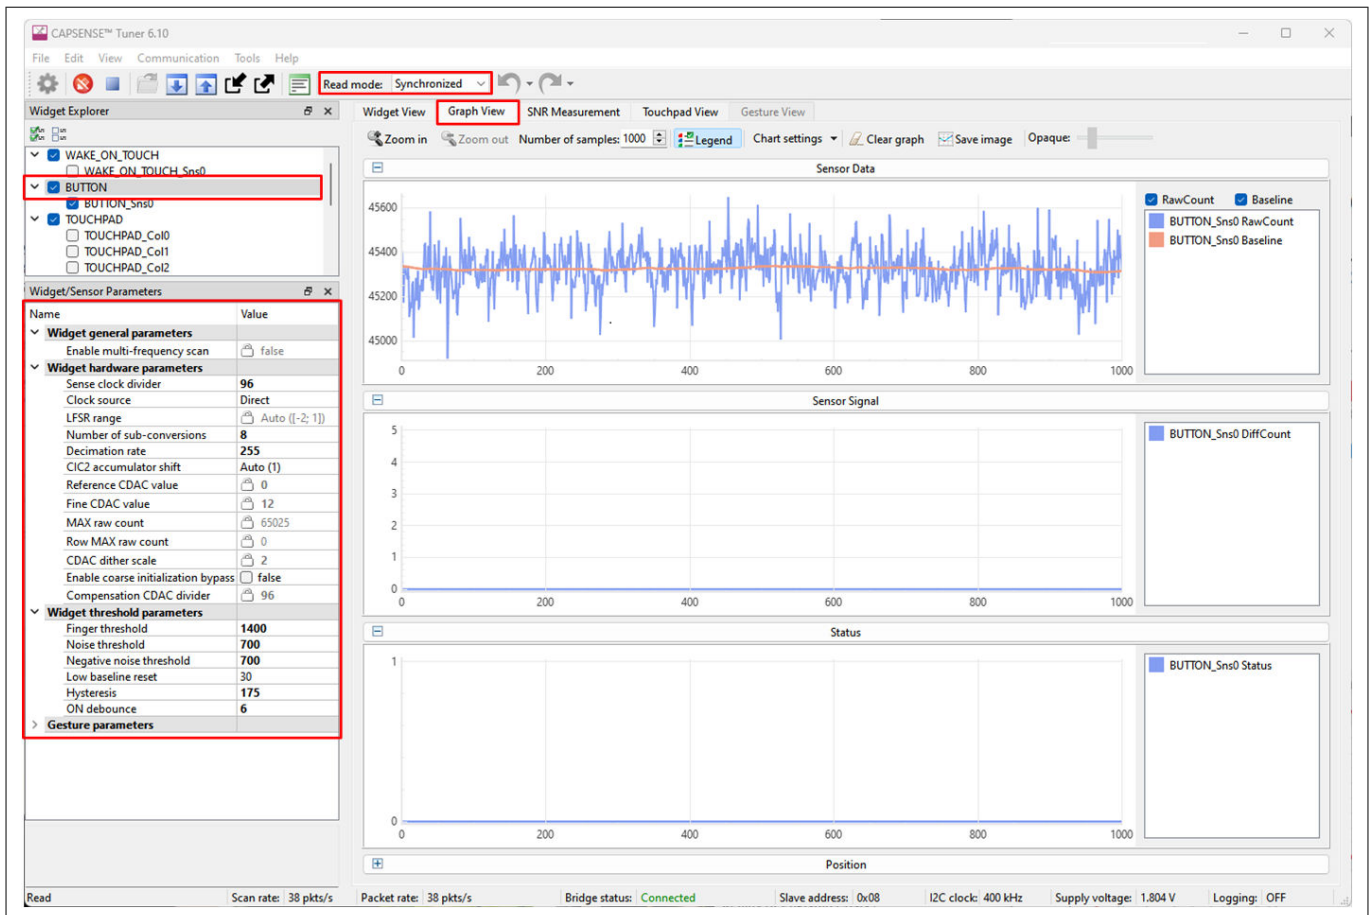 CAPSENSE™ Tuner 6.10
File Edit View Communication Tools Help
Read mode: Synchronized
Widget Explorer
WAKE_ON_TOUCH
WAKE_ON_TOUCH_Sns0
BUTTON
BUTTON_Sns0
TOUCHPAD
TOUCHPAD_Col0
TOUCHPAD_Col1
TOUCHPAD_Col2
Widget/Sensor Parameters
Name Value
Widget general parameters
Enable multi-frequency scan false
Widget hardware parameters
Sense clock divider 96
Clock source Direct
LFSR range Auto ([-2; 1])
Number of sub-conversions 8
Decimation rate 255
CIC2 accumulator shift Auto (1)
Reference CDAC value 0
Fine CDAC value 12
MAX raw count 65025
Row MAX raw count 0
CDAC dither scale 2
Enable coarse initialization bypass false
Compensation CDAC divider 96
Widget threshold parameters
Finger threshold 1400
Noise threshold 700
Negative noise threshold 700
Low baseline reset 30
Hysteresis 175
ON debounce 6
Gesture parameters
Widget View Graph View SNR Measurement Touchpad View Gesture View
Zoom in Zoom out Number of samples: 1000 Legend Chart settings Clear graph Save image Opaque:
Sensor Data
45600
45400
45200
45000
0 200 400 600 800 1000
RawCount Baseline
BUTTON_Sns0 RawCount
BUTTON_Sns0 Baseline
Sensor Signal
5
4
3
2
1
0
0 200 400 600 800 1000
BUTTON_Sns0 DiffCount
Status
1
0
0 200 400 600 800 1000
BUTTON_Sns0 Status
Position
Read Scan rate: 38 pkts/s Packet rate: 38 pkts/s Bridge status: Connected Slave address: 0x08 I2C clock: 400 kHz Supply voltage: 1.804 V Logging: OFF